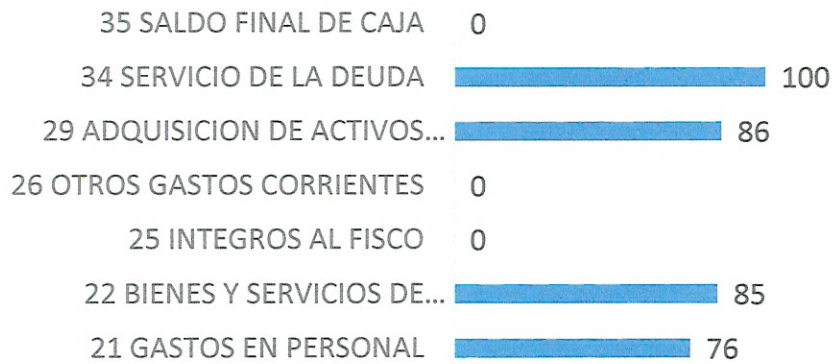 35 SALDO FINAL DE CAJA 0
34 SERVICIO DE LA DEUDA 100
29 ADQUISICION DE ACTIVOS... 86
26 OTROS GASTOS CORRIENTES 0
25 INTEGROS AL FISCO 0
22 BIENES Y SERVICIOS DE... 85
21 GASTOS EN PERSONAL 76